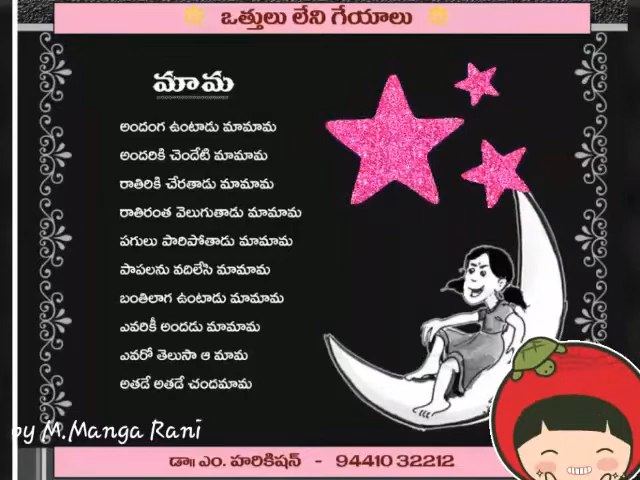 ఒత్తులు లేని గేయాలు
మామ
అందంగ ఉంటాడు మామామ
అందరికి చెందేటి మామామ
రాతిరికి చేరతాడు మామామ
రాతిరంత వెలుగుతాడు మామామ
పగులు పారిపోతాడు మామామ
పాపలను వదిలేసి మామామ
బంతిలాగ ఉంటాడు మామామ
ఎవరికీ అందడు మామామ
ఎవరో తెలుసా ఆ మామ
అతడే అతడే చందమామ
by M.Manga Rani
డా॥ ఎం. హరికిషన్ - 94410 32212